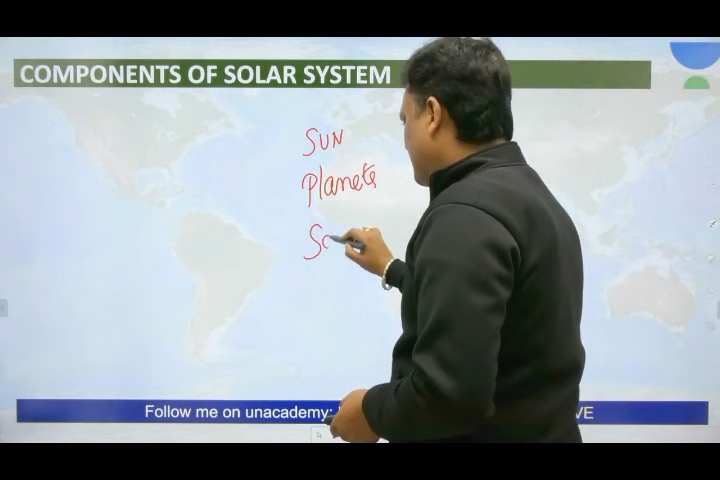 COMPONENTS OF SOLAR SYSTEM
SUN
Planets
Follow me on unacademy:
VE